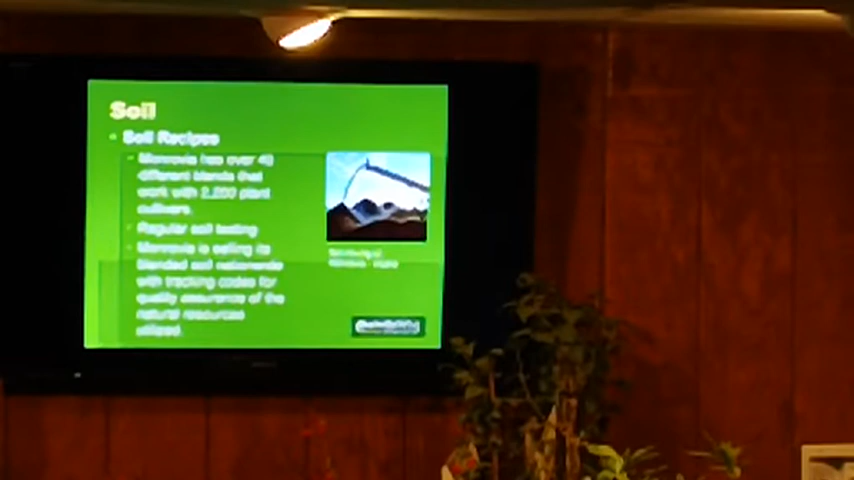 Soil
Soil Recipes
Monrovia has over 40
different blends that
work with 2,200 plant
cultivars.
Regular soil testing
Monrovia is selling its
blended soil nationwide
with tracking codes for
quality assurance of the
natural resources
utilized.